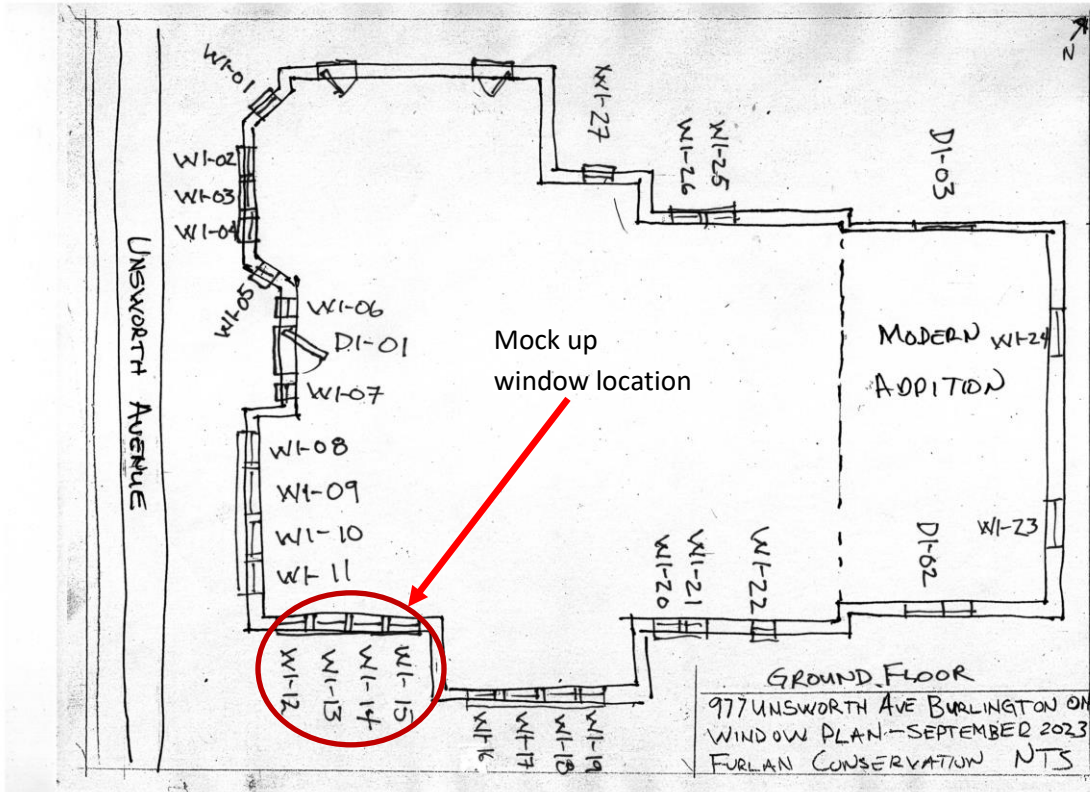 N
W1-01
W1-27
W1-26
W1-25
D1-03
W1-02
W1-03
W1-04
W1-05
UNSWORTH AVENUE
W1-06
D1-01
W1-07
Mock up
window location
MODERN
ADDITION
W1-24
W1-08
W1-09
W1-10
W1-11
W1-20
W1-21
W1-22
D1-02
W1-23
W1-12
W1-13
W1-14
W1-15
W1-16
W1-17
W1-18
W1-19
GROUND FLOOR
977 UNSWORTH AVE BURLINGTON ON
WINDOW PLAN - SEPTEMBER 2023
FURLAN CONSERVATION NTS